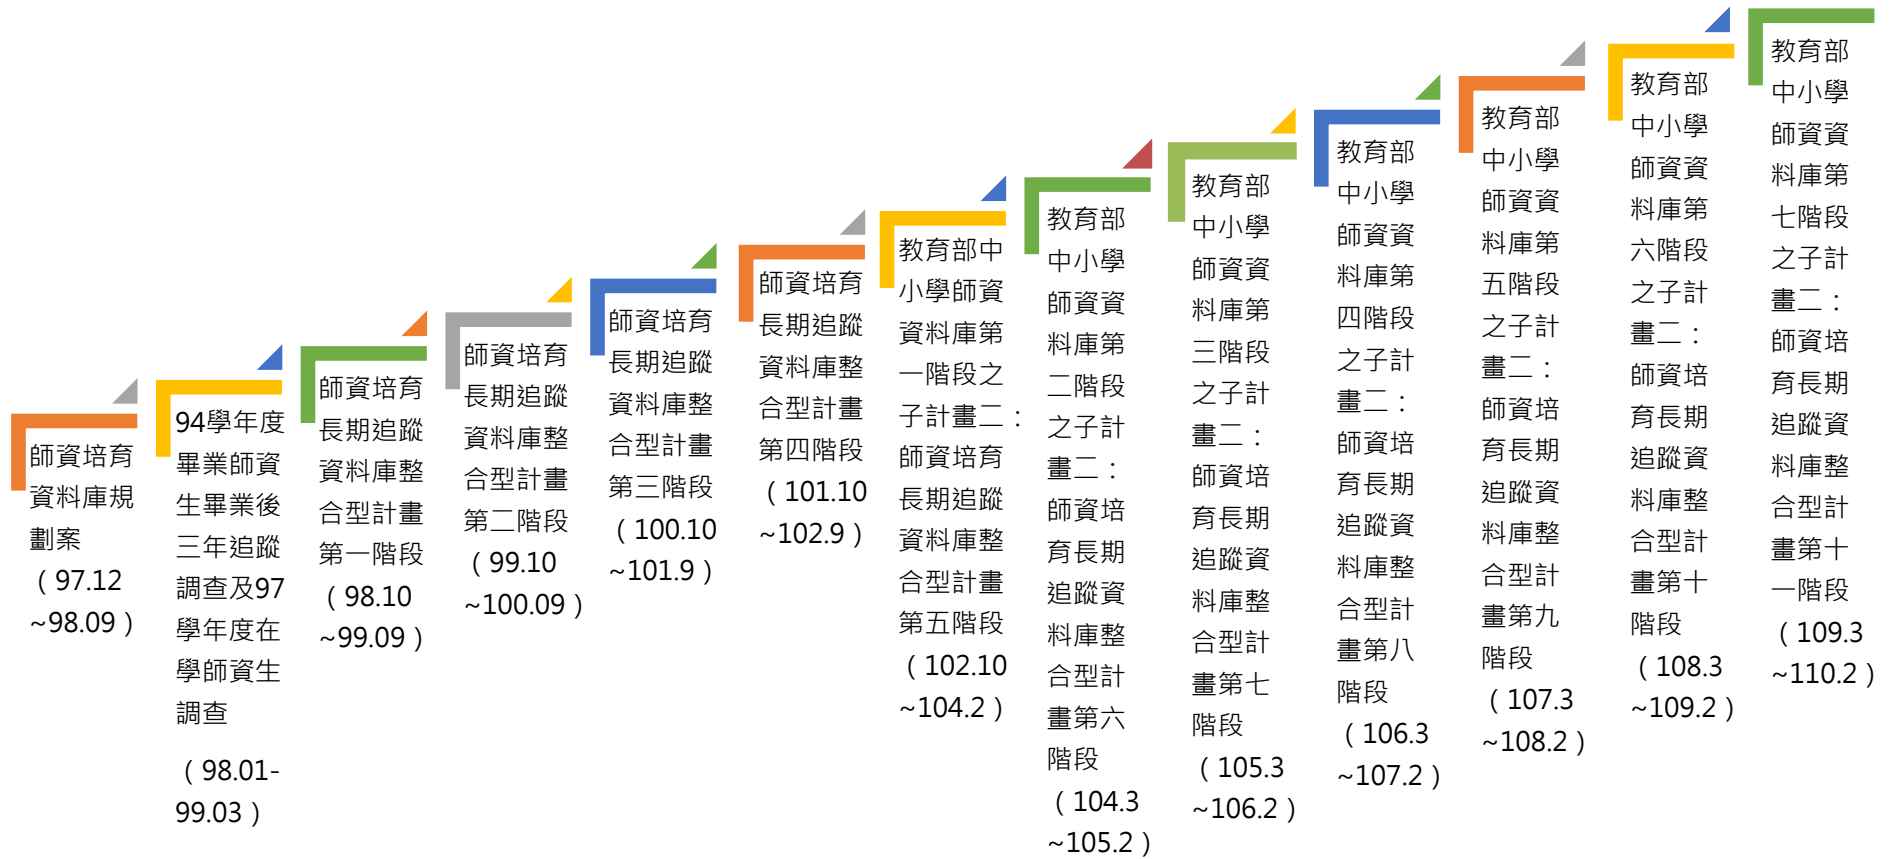 師資培育
資料庫規
劃案
（97.12
~98.09）
94學年度
畢業師資
生畢業後
三年追蹤
調查及97
學年度在
學師資生
調查
（98.01-
99.03）
師資培育
長期追蹤
資料庫整
合型計畫
第一階段
（98.10
~99.09）
師資培育
長期追蹤
資料庫整
合型計畫
第二階段
（99.10
~100.09）
師資培育
長期追蹤
資料庫整
合型計畫
第三階段
（100.10
~101.9）
師資培育
長期追蹤
資料庫整
合型計畫
第四階段
（101.10
~102.9）
教育部中
小學師資
資料庫第
一階段之
子計畫二：
師資培育
長期追蹤
資料庫整
合型計畫
第五階段
（102.10
~104.2）
教育部
中小學
師資資
料庫第
二階段
之子計
畫二：
師資培
育長期
追蹤資
料庫整
合型計
畫第六
階段
（104.3
~105.2）
教育部
中小學
師資資
料庫第
三階段
之子計
畫二：
師資培
育長期
追蹤資
料庫整
合型計
畫第七
階段
（105.3
~106.2）
教育部
中小學
師資資
料庫第
四階段
之子計
畫二：
師資培
育長期
追蹤資
料庫整
合型計
畫第八
階段
（106.3
~107.2）
教育部
中小學
師資資
料庫第
五階段
之子計
畫二：
師資培
育長期
追蹤資
料庫整
合型計
畫第九
階段
（107.3
~108.2）
教育部
中小學
師資資
料庫第
六階段
之子計
畫二：
師資培
育長期
追蹤資
料庫整
合型計
畫第十
階段
（108.3
~109.2）
教育部
中小學
師資資
料庫第
七階段
之子計
畫二：
師資培
育長期
追蹤資
料庫整
合型計
畫第十
一階段
（109.3
~110.2）